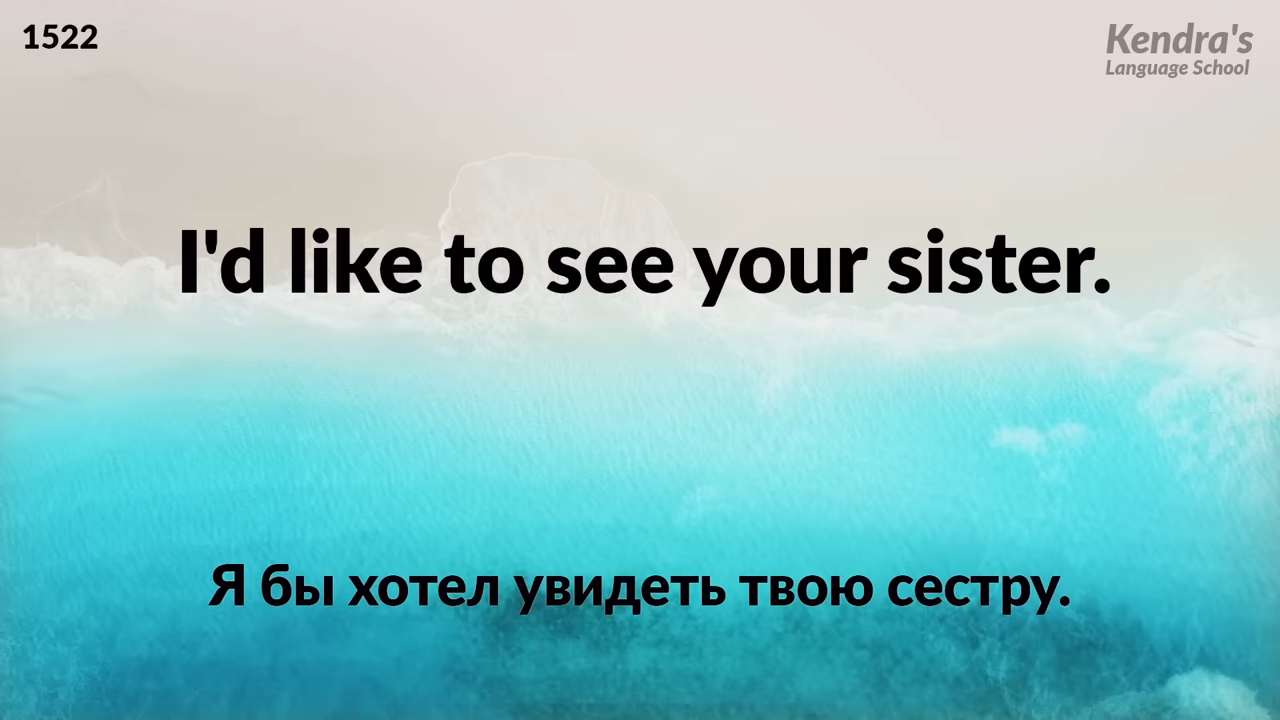 1522
Kendra's
Language School
I'd like to see your sister.
Я бы хотел увидеть твою сестру.